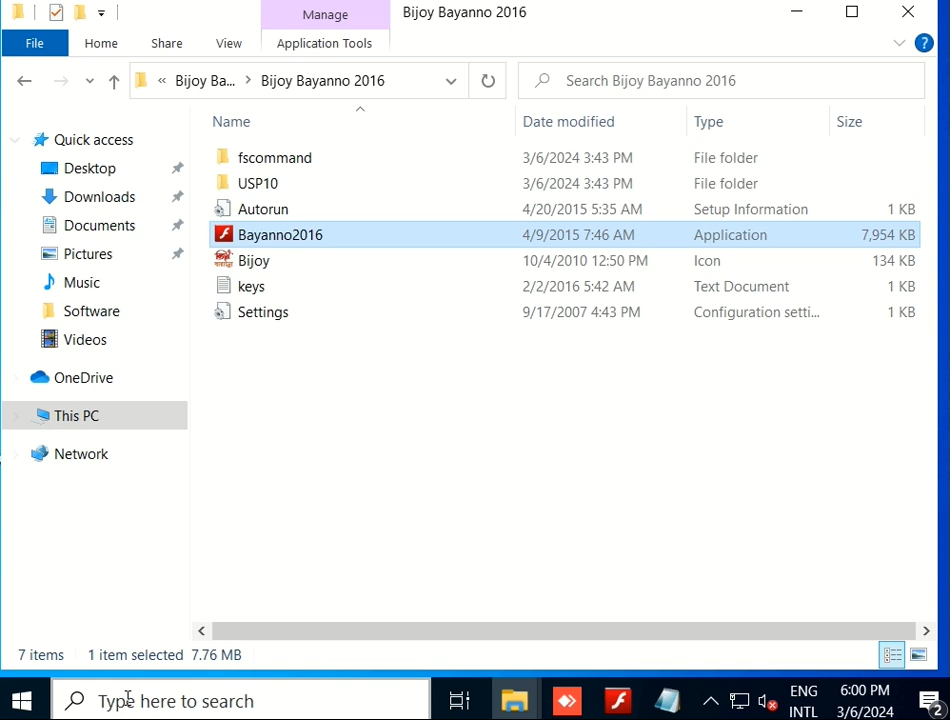 Manage
Bijoy Bayanno 2016
File
Home
Share
View
Application Tools
?
« Bijoy Ba... > Bijoy Bayanno 2016
Search Bijoy Bayanno 2016
Name
Date modified
Type
Size
Quick access
Desktop
Downloads
Documents
Pictures
Music
Software
Videos
OneDrive
This PC
Network
fscommand 3/6/2024 3:43 PM File folder
USP10 3/6/2024 3:43 PM File folder
Autorun 4/20/2015 5:35 AM Setup Information 1 KB
Bayanno2016 4/9/2015 7:46 AM Application 7,954 KB
Bijoy 10/4/2010 12:50 PM Icon 134 KB
keys 2/2/2016 5:42 AM Text Document 1 KB
Settings 9/17/2007 4:43 PM Configuration setti... 1 KB
7 items 1 item selected 7.76 MB
Type here to search
ENG
INTL
6:00 PM
3/6/2024
2